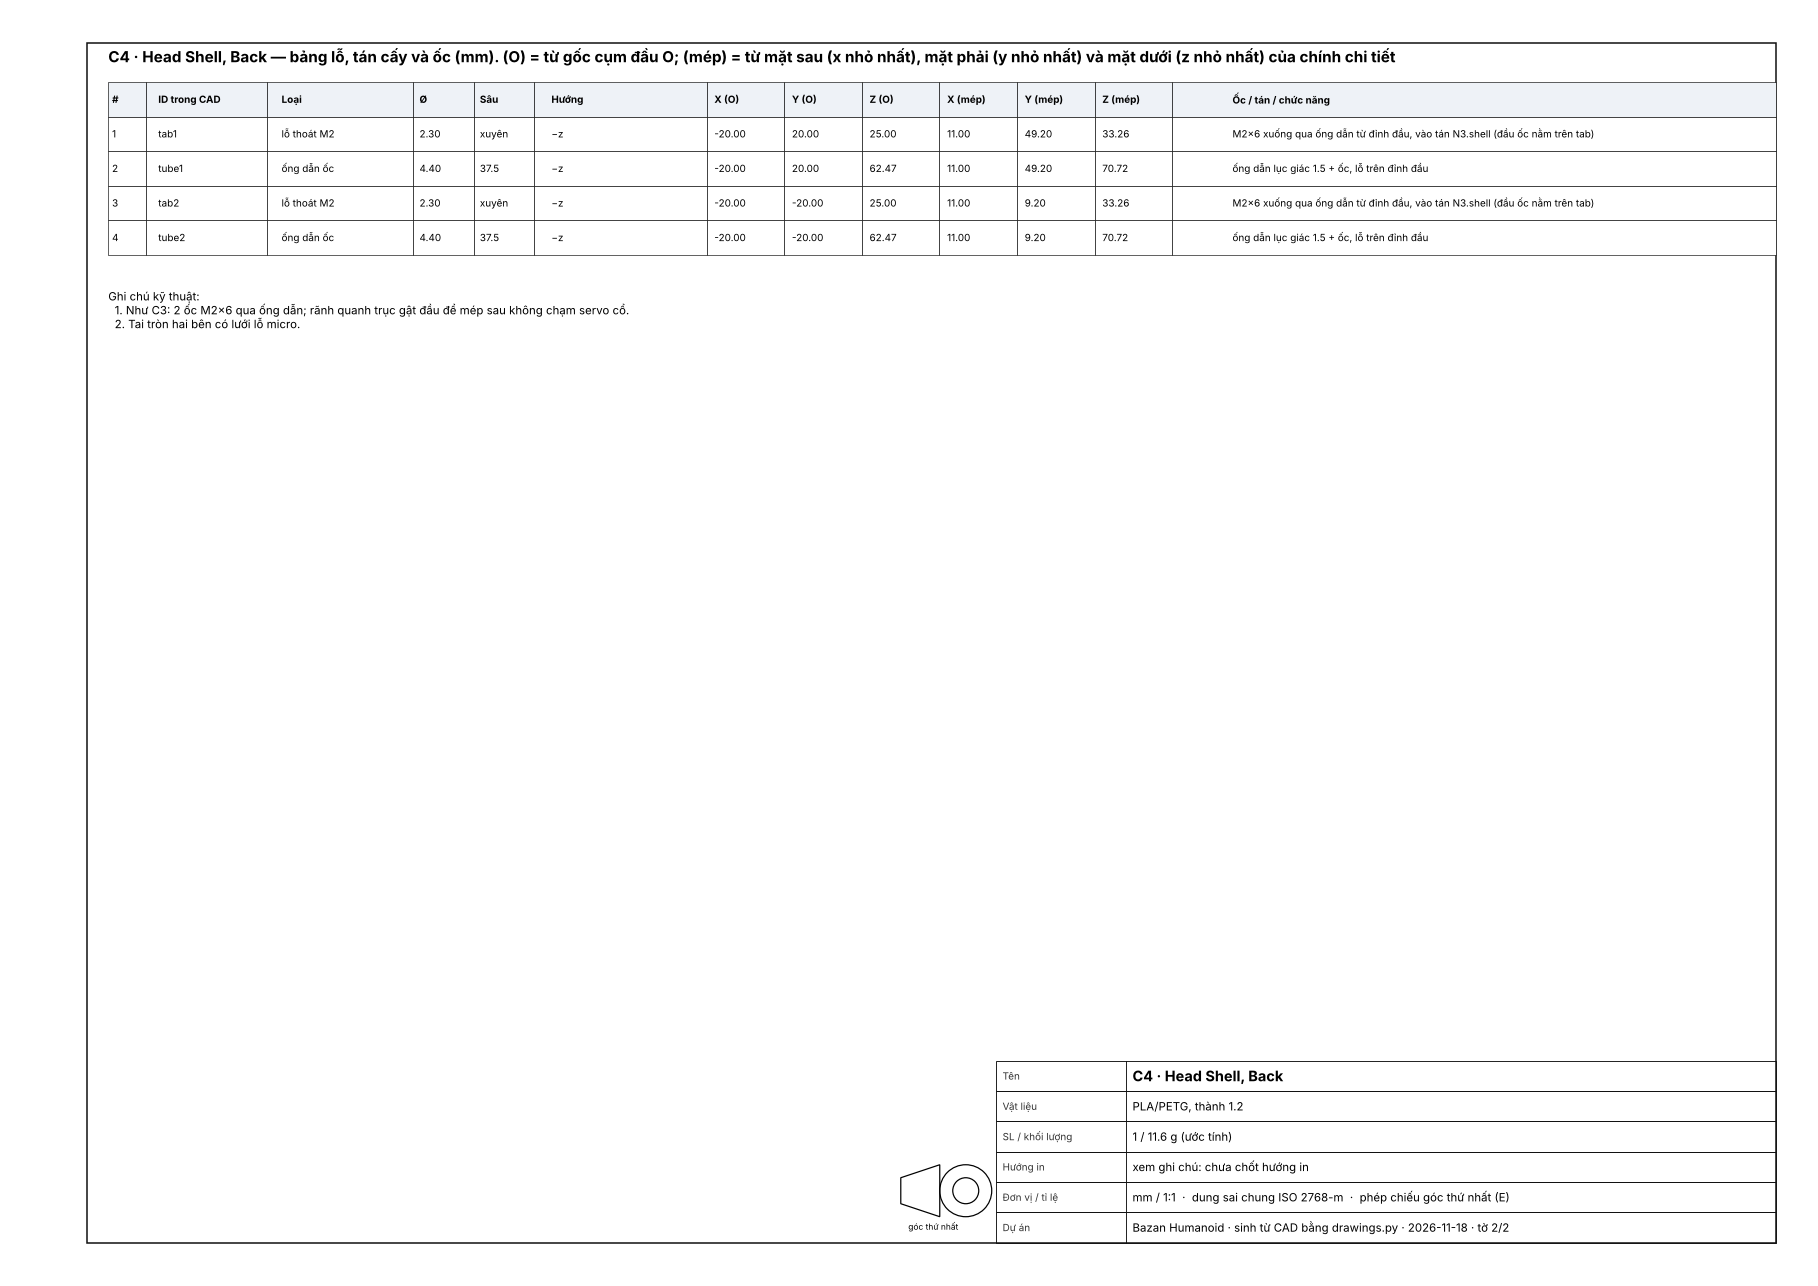 C4 · Head Shell, Back — bảng lỗ, tán cấy và ốc (mm). (O) = từ gốc cụm đầu O; (mép) = từ mặt sau (x nhỏ nhất), mặt phải (y nhỏ nhất) và mặt dưới (z nhỏ nhất) của chính chi tiết
# ID trong CAD Loại Ø Sâu Hướng X (O) Y (O) Z (O) X (mép) Y (mép) Z (mép) Ốc / tán / chức năng
1 tab1 lỗ thoát M2 2.30 xuyên −z -20.00 20.00 25.00 11.00 49.20 33.26 M2×6 xuống qua ống dẫn từ đỉnh đầu, vào tán N3.shell (đầu ốc nằm trên tab)
2 tube1 ống dẫn ốc 4.40 37.5 −z -20.00 20.00 62.47 11.00 49.20 70.72 ống dẫn lục giác 1.5 + ốc, lỗ trên đỉnh đầu
3 tab2 lỗ thoát M2 2.30 xuyên −z -20.00 -20.00 25.00 11.00 9.20 33.26 M2×6 xuống qua ống dẫn từ đỉnh đầu, vào tán N3.shell (đầu ốc nằm trên tab)
4 tube2 ống dẫn ốc 4.40 37.5 −z -20.00 -20.00 62.47 11.00 9.20 70.72 ống dẫn lục giác 1.5 + ốc, lỗ trên đỉnh đầu
Ghi chú kỹ thuật:
1. Như C3: 2 ốc M2×6 qua ống dẫn; rãnh quanh trục gật đầu để mép sau không chạm servo cổ.
2. Tai tròn hai bên có lưới lỗ micro.
Tên C4 · Head Shell, Back
Vật liệu PLA/PETG, thành 1.2
SL / khối lượng 1 / 11.6 g (ước tính)
Hướng in xem ghi chú: chưa chốt hướng in
Đơn vị / tỉ lệ mm / 1:1 · dung sai chung ISO 2768-m · phép chiếu góc thứ nhất (E)
góc thứ nhất
Dự án Bazan Humanoid · sinh từ CAD bằng drawings.py · 2026-11-18 · tờ 2/2